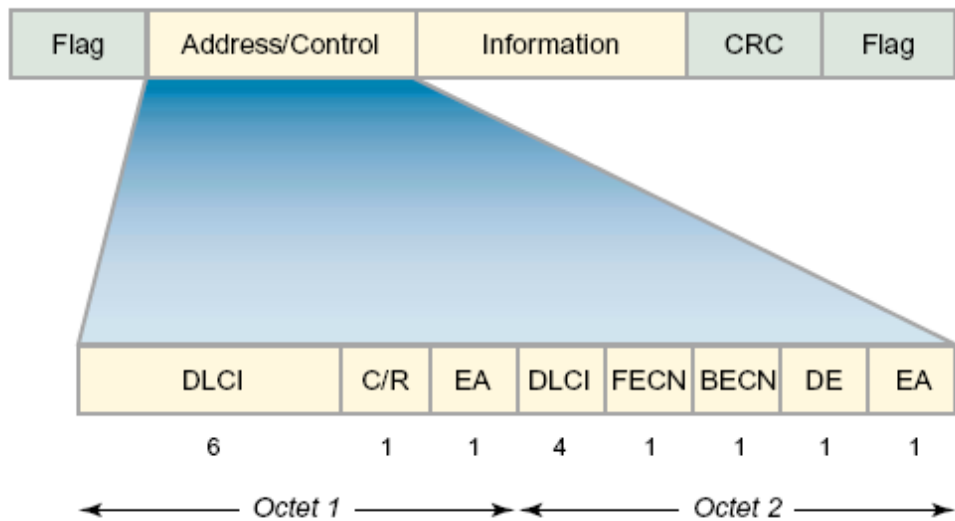 Flag Address/Control Information CRC Flag
DLCI C/R EA DLCI FECN BECN DE EA
6 1 1 4 1 1 1 1
Octet 1 Octet 2